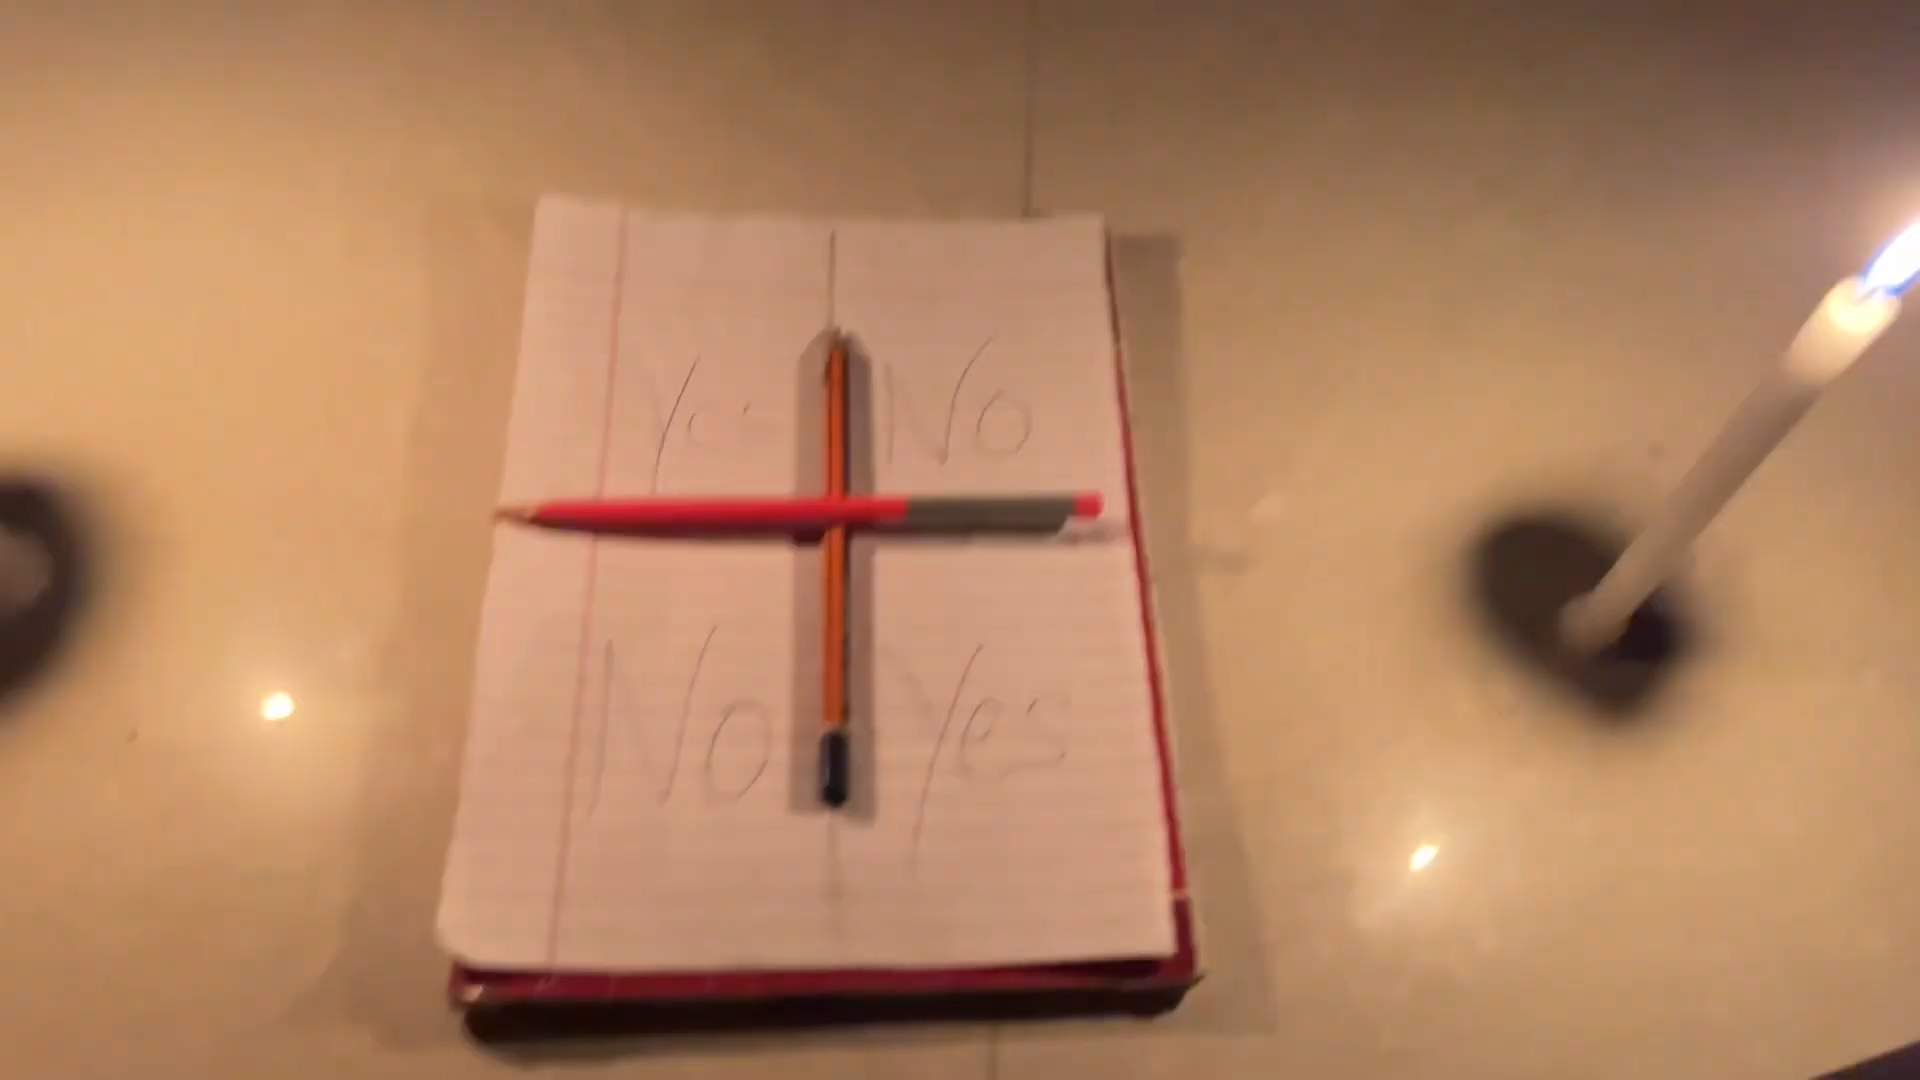 Yes No
No Yes